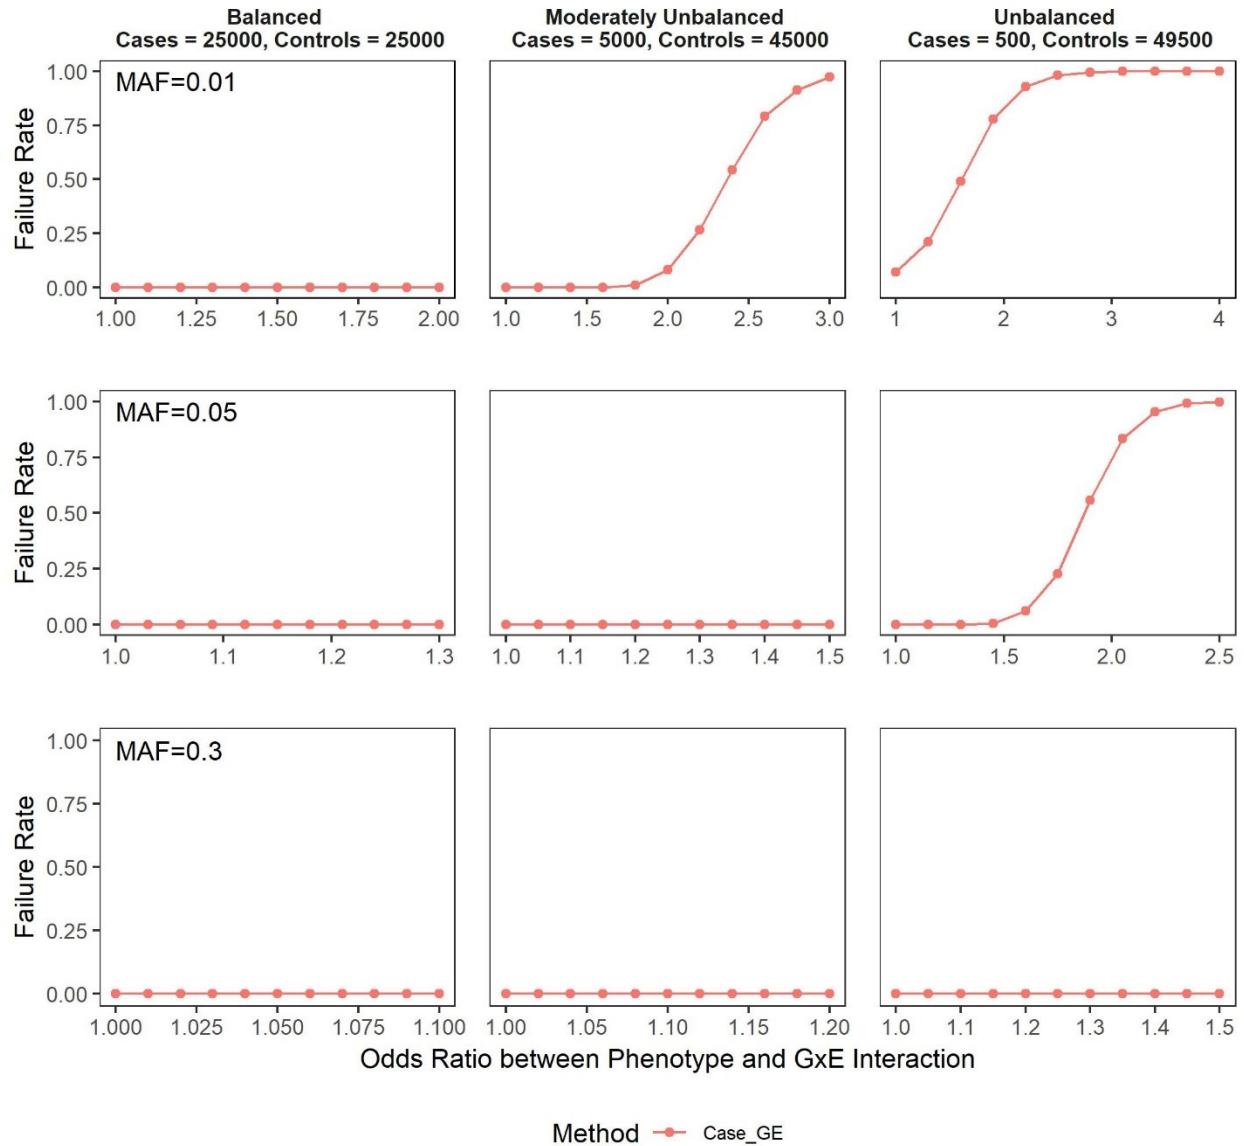 Balanced
Cases = 25000, Controls = 25000
Moderately Unbalanced
Cases = 5000, Controls = 45000
Unbalanced
Cases = 500, Controls = 49500
MAF=0.01
Failure Rate
1.00
0.75
0.50
0.25
0.00
1.00 1.25 1.50 1.75 2.00
1.0 1.5 2.0 2.5 3.0
1 2 3 4
MAF=0.05
Failure Rate
1.00
0.75
0.50
0.25
0.00
1.0 1.1 1.2 1.3
1.0 1.1 1.2 1.3 1.4 1.5
1.0 1.5 2.0 2.5
MAF=0.3
Failure Rate
1.00
0.75
0.50
0.25
0.00
1.000 1.025 1.050 1.075 1.100
1.00 1.05 1.10 1.15 1.20
1.0 1.1 1.2 1.3 1.4 1.5
Odds Ratio between Phenotype and GxE Interaction
Method Case_GE